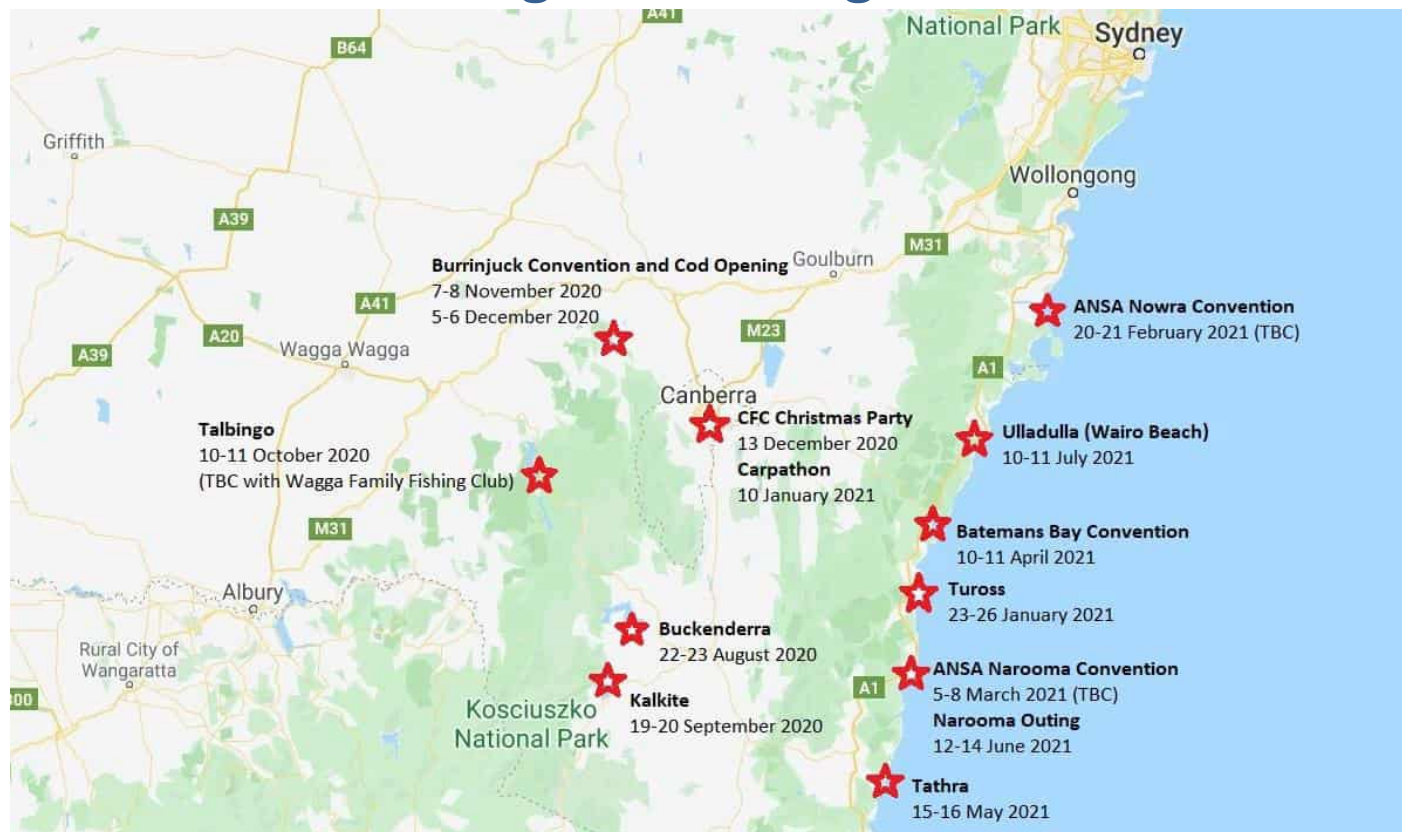 A41
National Park
Sydney
B64
Griffith
Wollongong
A39
M31
Burrinjuck Convention and Cod Opening
7-8 November 2020
5-6 December 2020
Goulburn
A41
ANSA Nowra Convention
20-21 February 2021 (TBC)
A20
M23
A39
Wagga Wagga
A1
Canberra
CFC Christmas Party
13 December 2020
Carpathon
10 January 2021
Talbingo
10-11 October 2020
(TBC with Wagga Family Fishing Club)
Ulladulla (Wairo Beach)
10-11 July 2021
M31
Batemans Bay Convention
10-11 April 2021
Albury
Tuross
23-26 January 2021
Buckenderra
22-23 August 2020
Rural City of
Wangaratta
ANSA Narooma Convention
5-8 March 2021 (TBC)
Narooma Outing
12-14 June 2021
A1
Kalkite
19-20 September 2020
Kosciuszko
National Park
Tathra
15-16 May 2021